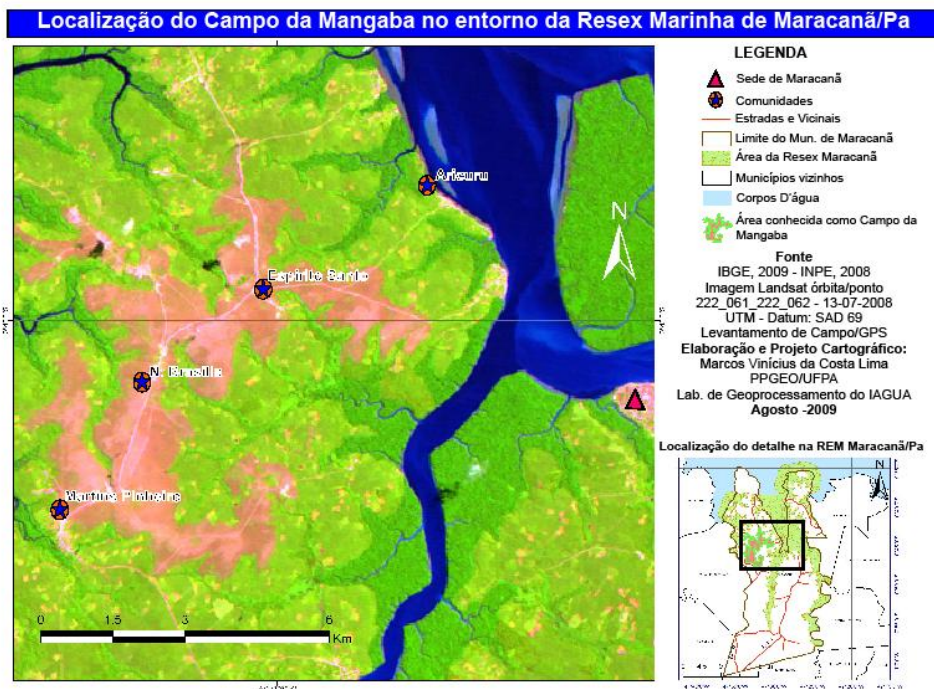 Localização do Campo da Mangaba no entorno da Resex Marinha de Maracanã/Pa
Aricuru
Espírito Santo
N. Brasília
Martins Pinheiro
N
0 1.5 3 6
Km
LEGENDA
Sede de Maracanã
Comunidades
Estradas e Vicinais
Limite do Mun. de Maracanã
Área da Resex Maracanã
Municípios vizinhos
Corpos D'água
Área conhecida como Campo da
Mangaba
Fonte
IBGE, 2009 - INPE, 2008
Imagem Landsat órbita/ponto
222_061_222_062 - 13-07-2008
UTM - Datum: SAD 69
Levantamento de Campo/GPS
Elaboração e Projeto Cartográfico:
Marcos Vinícius da Costa Lima
PPGEO/UFPA
Lab. de Geoprocessamento do IAGUA
Agosto -2009
Localização do detalhe na REM Maracanã/Pa
N